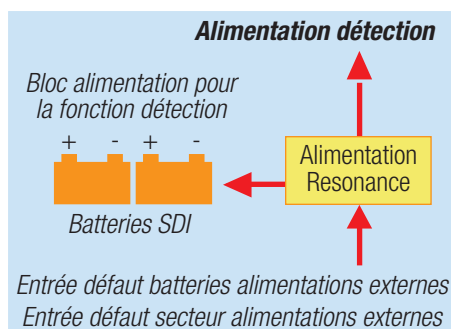 Alimentation détection
Bloc alimentation pour
la fonction détection
+ - + -
Alimentation
Resonance
Batteries SDI
Entrée défaut batteries alimentations externes
Entrée défaut secteur alimentations externes